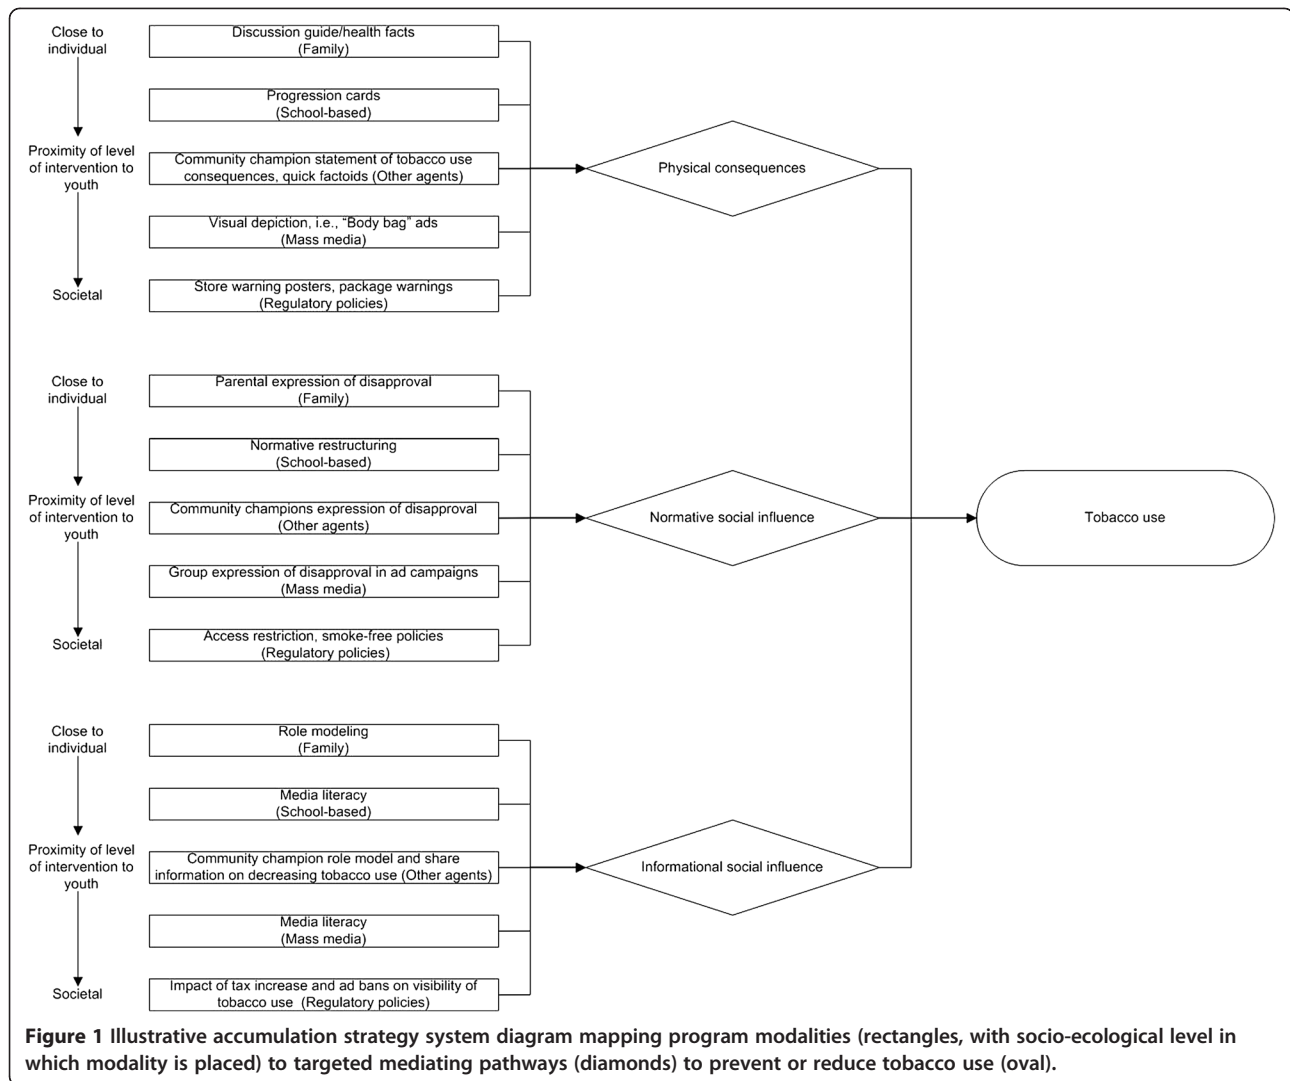 Close to
individual
Proximity of level
of intervention to
youth
Societal
Discussion guide/health facts
(Family)
Progression cards
(School-based)
Community champion statement of tobacco use
consequences, quick factoids (Other agents)
Visual depiction, i.e., “Body bag” ads
(Mass media)
Store warning posters, package warnings
(Regulatory policies)
Physical consequences
Close to
individual
Proximity of level
of intervention to
youth
Societal
Parental expression of disapproval
(Family)
Normative restructuring
(School-based)
Community champions expression of disapproval
(Other agents)
Group expression of disapproval in ad campaigns
(Mass media)
Access restriction, smoke-free policies
(Regulatory policies)
Normative social influence
Tobacco use
Close to
individual
Proximity of level
of intervention to
youth
Societal
Role modeling
(Family)
Media literacy
(School-based)
Community champion role model and share
information on decreasing tobacco use (Other agents)
Media literacy
(Mass media)
Impact of tax increase and ad bans on visibility of
tobacco use (Regulatory policies)
Informational social influence
Figure 1 Illustrative accumulation strategy system diagram mapping program modalities (rectangles, with socio-ecological level in
which modality is placed) to targeted mediating pathways (diamonds) to prevent or reduce tobacco use (oval).